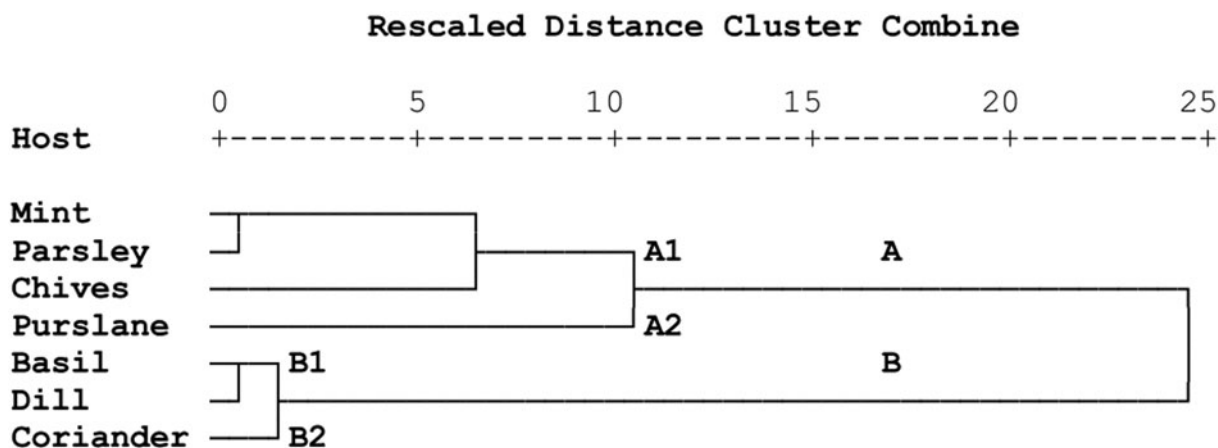 Rescaled Distance Cluster Combine
0 5 10 15 20 25
Host +---------+---------+---------+---------+---------+
Mint
Parsley A1 A
Chives
Purslane A2
Basil B1 B
Dill
Coriander B2